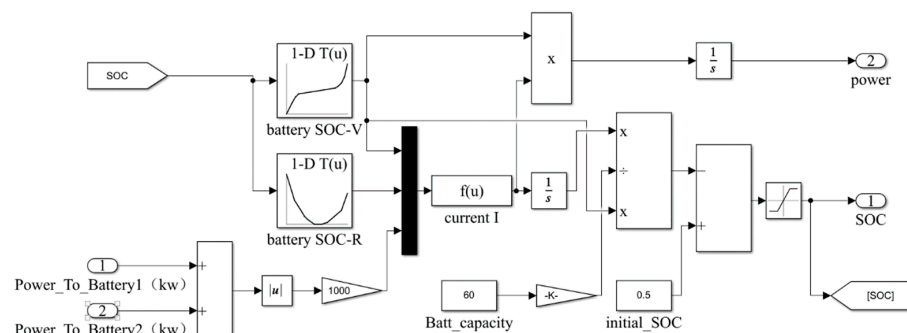 SOC
1-D T(u)
battery SOC-V
1-D T(u)
battery SOC-R
1
Power_To_Battery1（kw）
2
Power_To_Battery2（kw）
+
+
|u|
1000
f(u)
current I
x
1
s
2
power
1
s
x
÷
x
60
Batt_capacity
-K-
0.5
initial_SOC
−
+
1
SOC
[SOC]